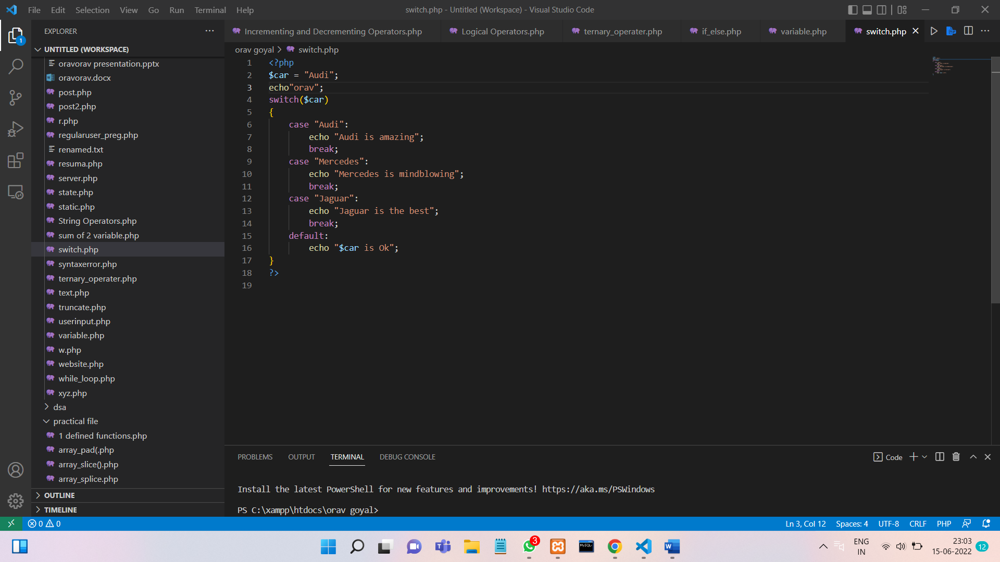 File Edit Selection View Go Run Terminal Help
switch.php - Untitled (Workspace) - Visual Studio Code
EXPLORER
1
UNTITLED (WORKSPACE)
oravorav presentation.pptx
oravorav.docx
post.php
post2.php
r.php
regularuser_preg.php
renamed.txt
resuma.php
server.php
state.php
static.php
String Operators.php
sum of 2 variable.php
switch.php
syntaxerror.php
ternary_operater.php
text.php
truncate.php
userinput.php
variable.php
w.php
website.php
while_loop.php
xyz.php
dsa
practical file
1 defined functions.php
array_pad(.php
array_slice().php
array_splice.php
OUTLINE
TIMELINE
Incrementing and Decrementing Operators.php Logical Operators.php ternary_operater.php if_else.php variable.php switch.php
orav goyal > switch.php
1 <?php
2 $car = "Audi";
3 echo"orav";
4 switch($car)
5 {
6 case "Audi":
7 echo "Audi is amazing";
8 break;
9 case "Mercedes":
10 echo "Mercedes is mindblowing";
11 break;
12 case "Jaguar":
13 echo "Jaguar is the best";
14 break;
15 default:
16 echo "$car is Ok";
17 }
18 ?>
19
PROBLEMS OUTPUT TERMINAL DEBUG CONSOLE
Code
Install the latest PowerShell for new features and improvements! https://aka.ms/PSWindows
PS C:\xampp\htdocs\orav goyal>
0 0
Ln 3, Col 12 Spaces: 4 UTF-8 CRLF PHP
3
MySQL
ENG
IN
23:03
15-06-2022
12